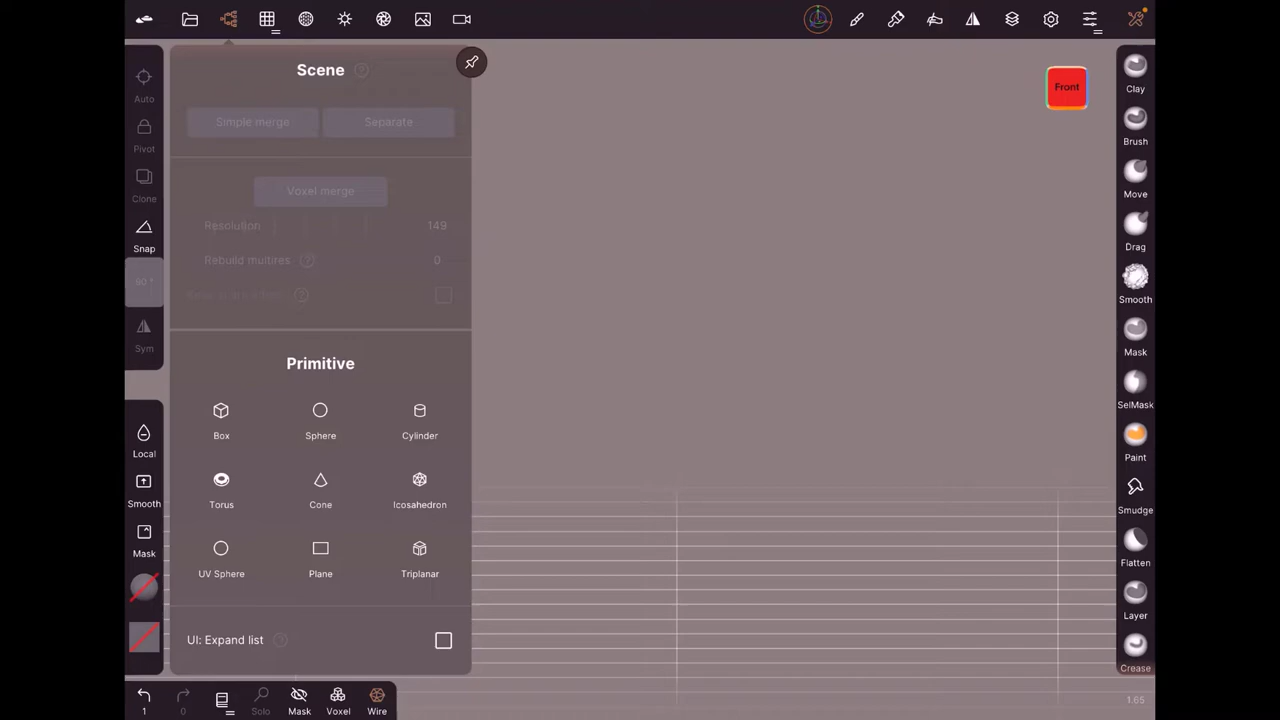 Auto
Pivot
Clone
Snap
90 °
Sym
Local
Smooth
Mask
Scene ?
Simple merge Separate
Voxel merge
Resolution 149
Rebuild multires ? 0
?
Primitive
Box Sphere Cylinder
Torus Cone Icosahedron
UV Sphere Plane Triplanar
UI: Expand list ?
Front
Clay
Brush
Move
Drag
Smooth
Mask
SelMask
Paint
Smudge
Flatten
Layer
Crease
1.65
1 0 Solo Mask Voxel Wire